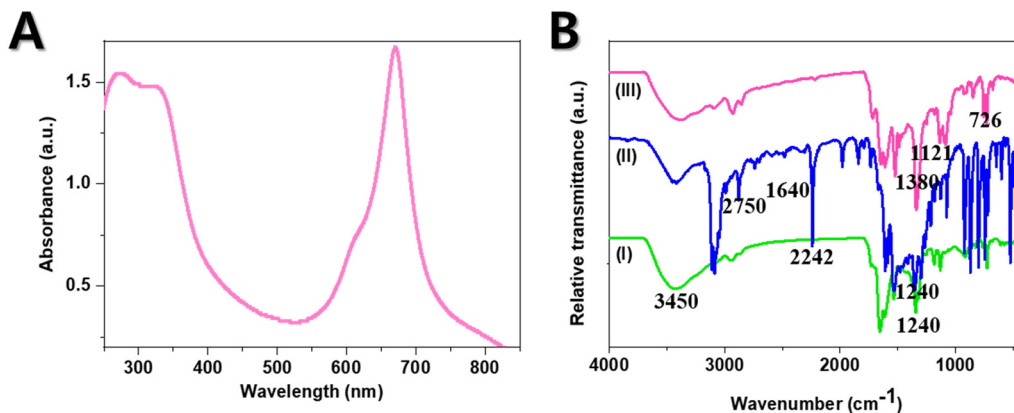 A
Absorbance (a.u.)
1.5
1.0
0.5
300 400 500 600 700 800
Wavelength (nm)
B
Relative transmittance (a.u.)
(III)
726
(II)
1121
1640
1380
2750
(I)
2242
1240
3450
1240
4000 3000 2000 1000
Wavenumber (cm-1)